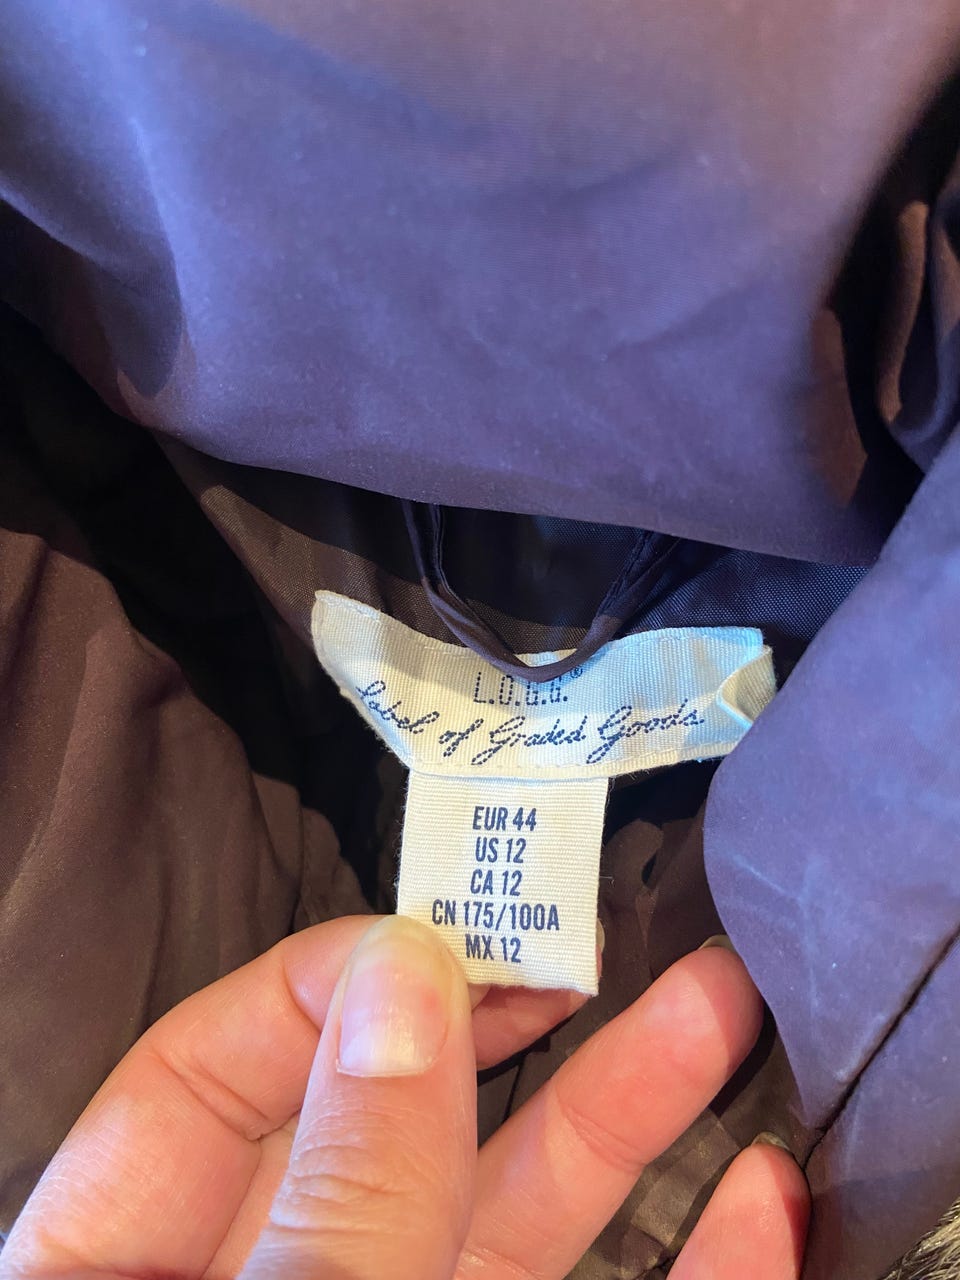 L.O.G.G.®
Label of Graded Goods
EUR 44
US 12
CA 12
CN 175/100A
MX 12